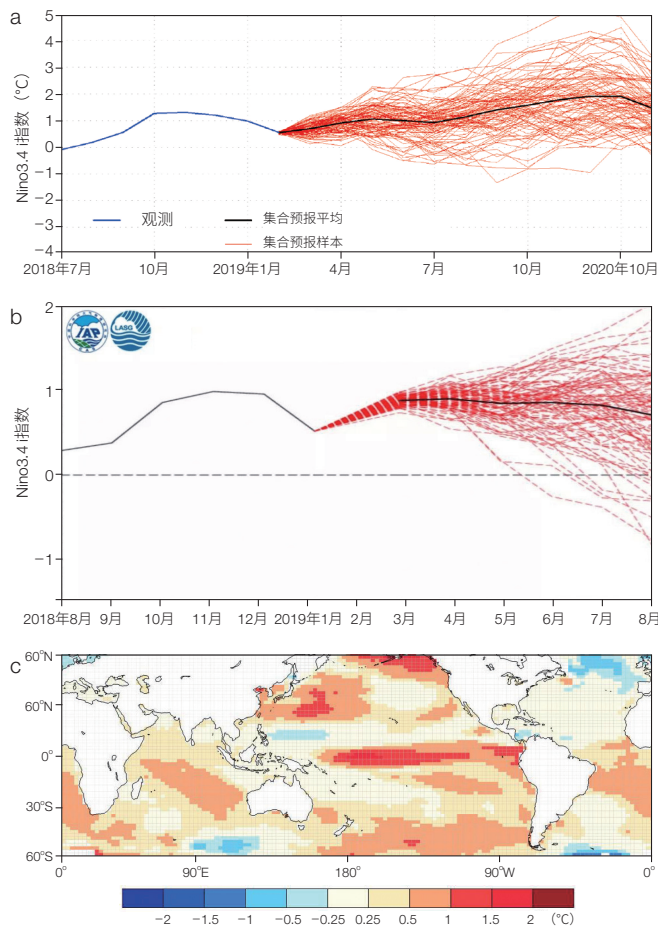 a
5
4
3
2
1
0
−1
−2
−3
−4
Nino3.4 i指数（℃）
观测
集合预报平均
集合预报样本
2018年7月
10月
2019年1月
4月
7月
10月
2020年10月
b
IAP
LASG
2
1
0
−1
Nino3.4 i指数
2018年8月
9月
10月
11月
12月
2019年1月
2月
3月
4月
5月
6月
7月
8月
c
60°N
60°N
0°
30°S
60°S
0°
90°E
180°
90°W
0°
−2
−1.5
−1
−0.5
−0.25
0.25
0.5
1
1.5
2
(℃)